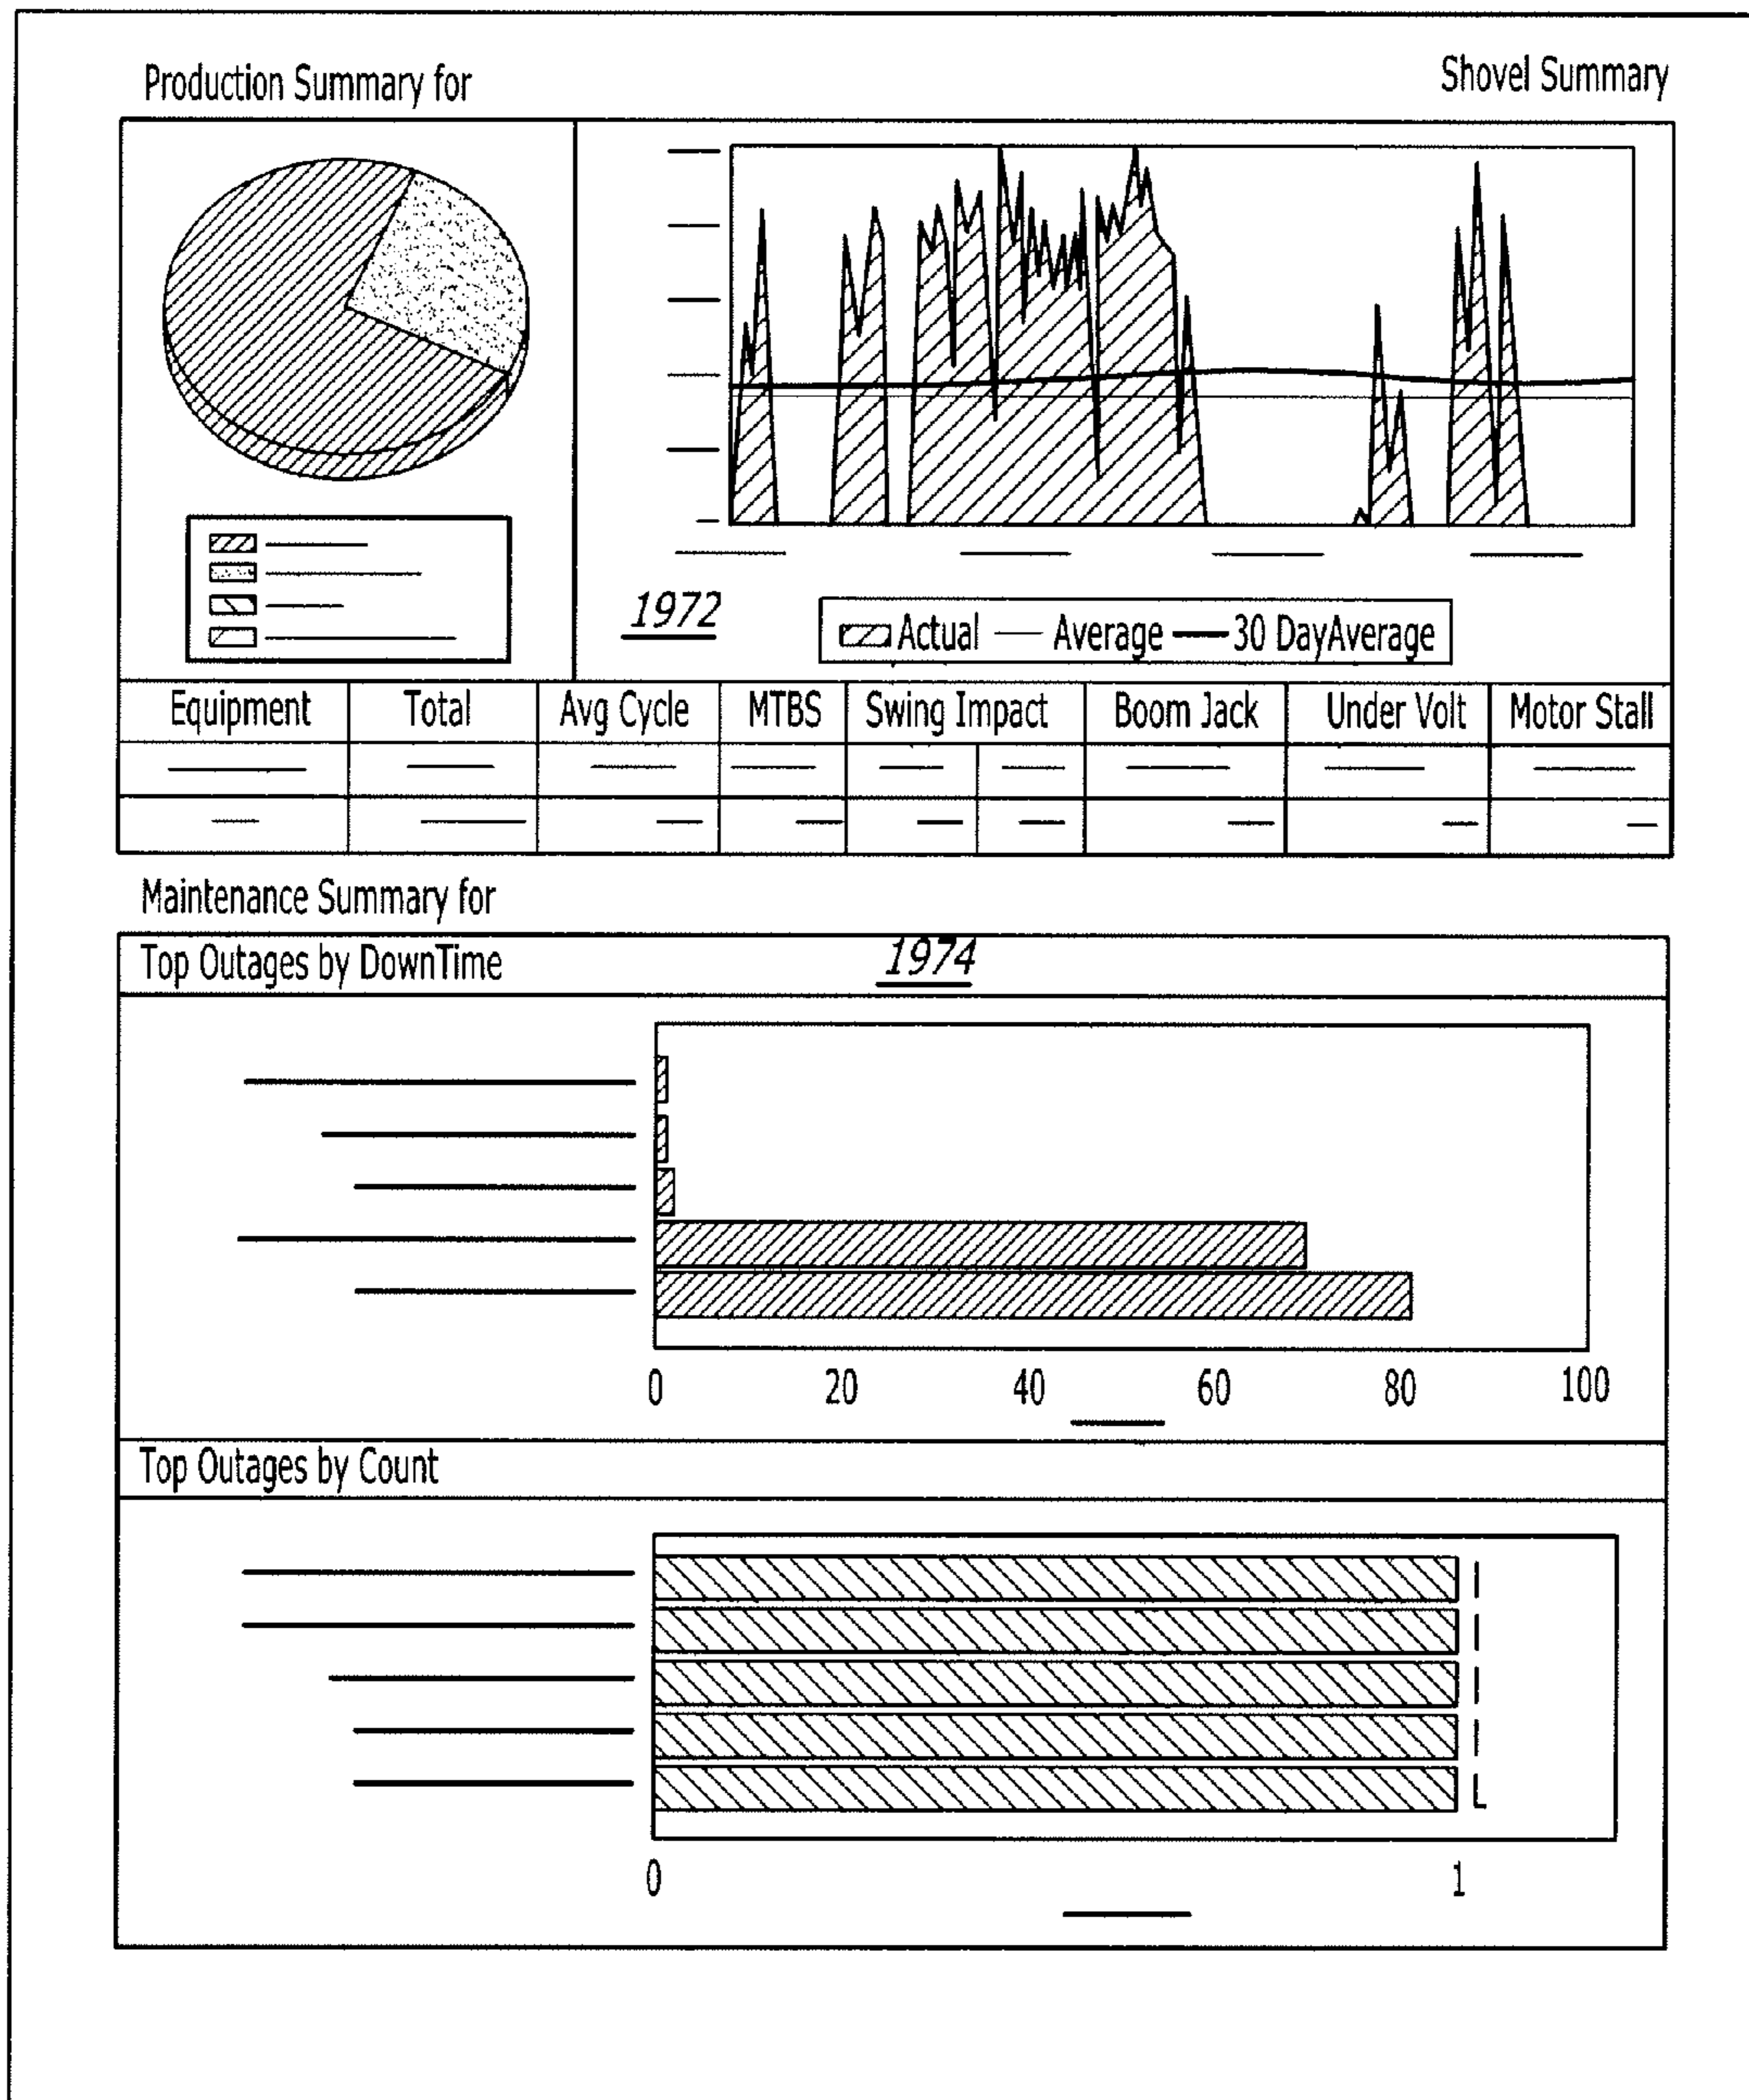 Production Summary for
Shovel Summary
1972
Actual Average 30 DayAverage
Equipment Total Avg Cycle MTBS Swing Impact Boom Jack Under Volt Motor Stall
Maintenance Summary for
Top Outages by DownTime 1974
0 20 40 60 80 100
Top Outages by Count
0 1